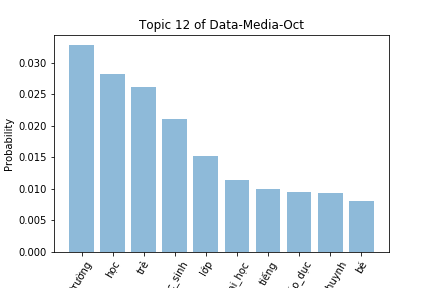 Topic 12 of Data-Media-Oct
Probability
0.030
0.025
0.020
0.015
0.010
0.005
0.000
học
trẻ
lớp
tiếng
bé